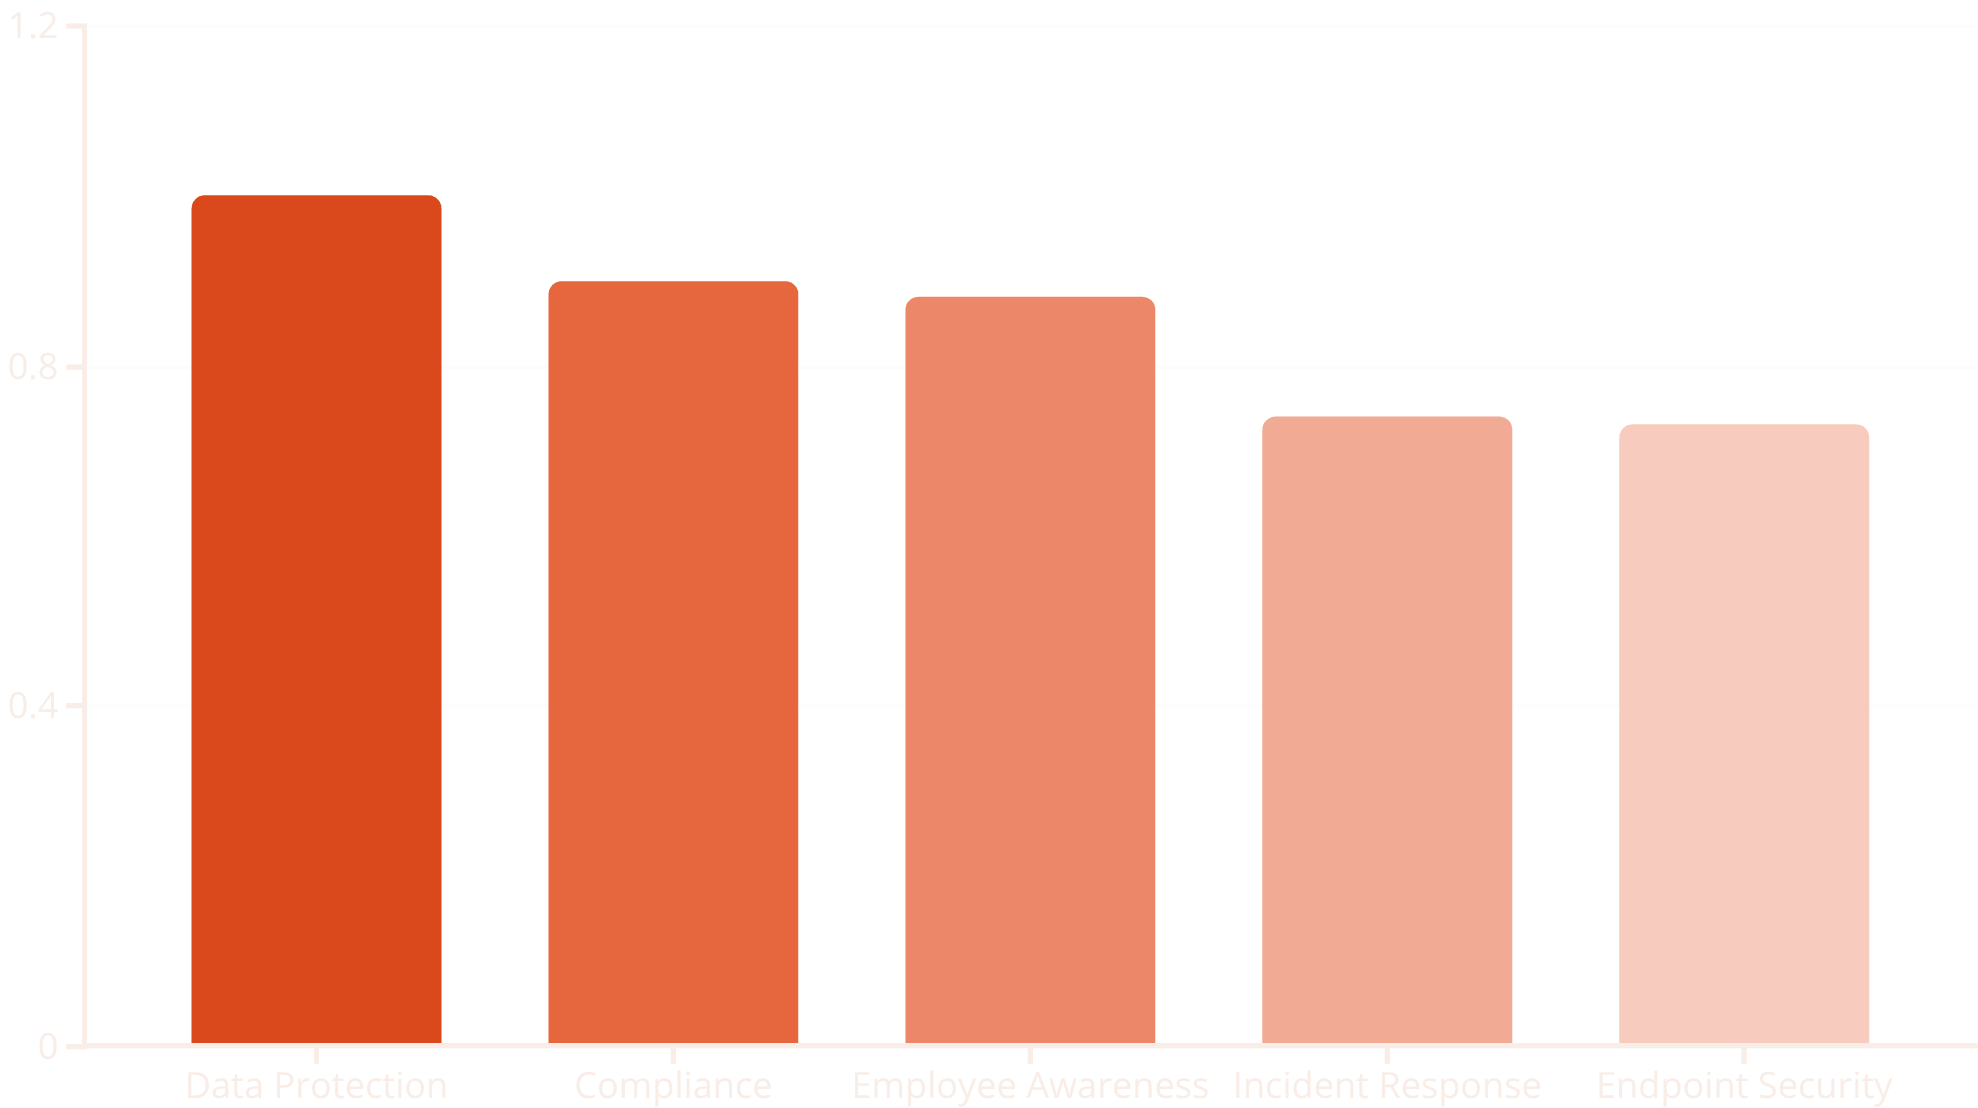 1.2
0.8
0.4
0
Data Protection
Compliance
Employee Awareness
Incident Response
Endpoint Security